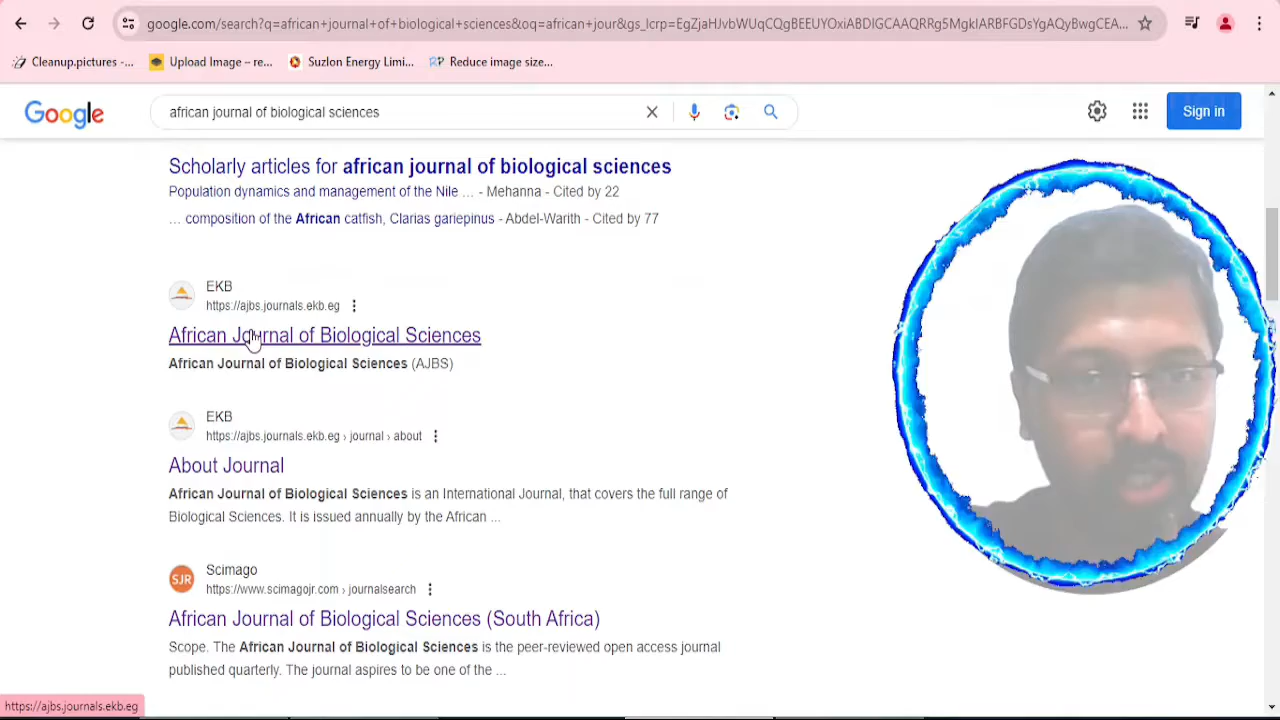 google.com/search?q=african+journal+of+biological+sciences&oq=african+jour&gs_lcrp=EgZjaHJvbWUqCQgBEEUYOxiABDIGCAAQRRg5MgkIARBFGDsYgAQyBwgCEA...
Cleanup.pictures -...
Upload Image – re...
Suzlon Energy Limi...
Reduce image size...
Google
african journal of biological sciences
Sign in
Scholarly articles for african journal of biological sciences
Population dynamics and management of the Nile ... - Mehanna - Cited by 22
... composition of the African catfish, Clarias gariepinus - Abdel-Warith - Cited by 77
EKB
https://ajbs.journals.ekb.eg
African Journal of Biological Sciences
African Journal of Biological Sciences (AJBS)
EKB
https://ajbs.journals.ekb.eg › journal › about
About Journal
African Journal of Biological Sciences is an International Journal, that covers the full range of
Biological Sciences. It is issued annually by the African ...
SJR
Scimago
https://www.scimagojr.com › journalsearch
African Journal of Biological Sciences (South Africa)
Scope. The African Journal of Biological Sciences is the peer-reviewed open access journal
published quarterly. The journal aspires to be one of the ...
https://ajbs.journals.ekb.eg